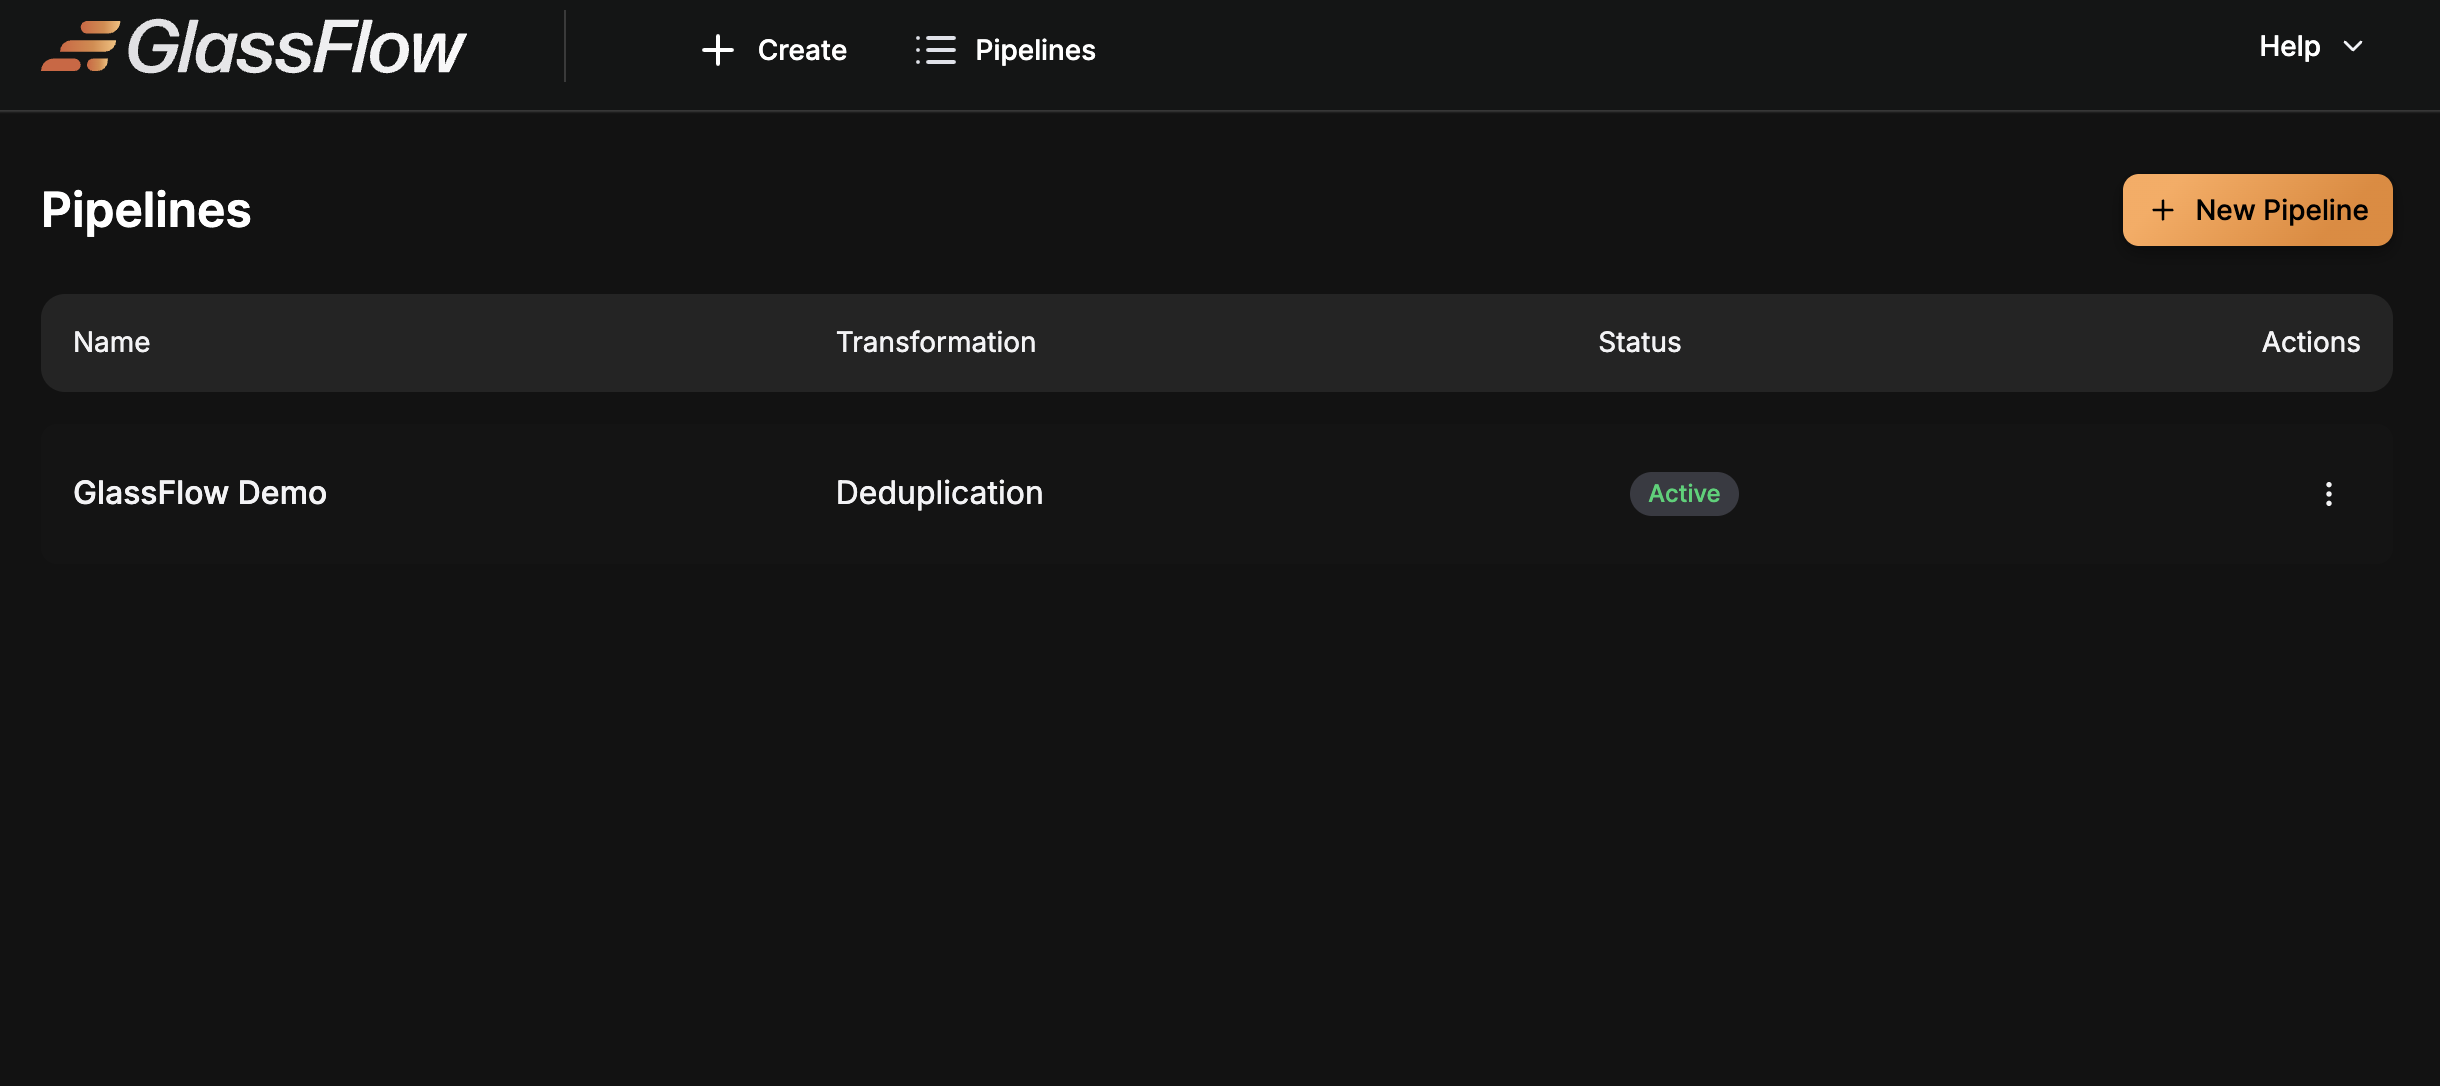 GlassFlow
Create
Pipelines
Help
Pipelines
New Pipeline
Name Transformation Status Actions
GlassFlow Demo Deduplication Active